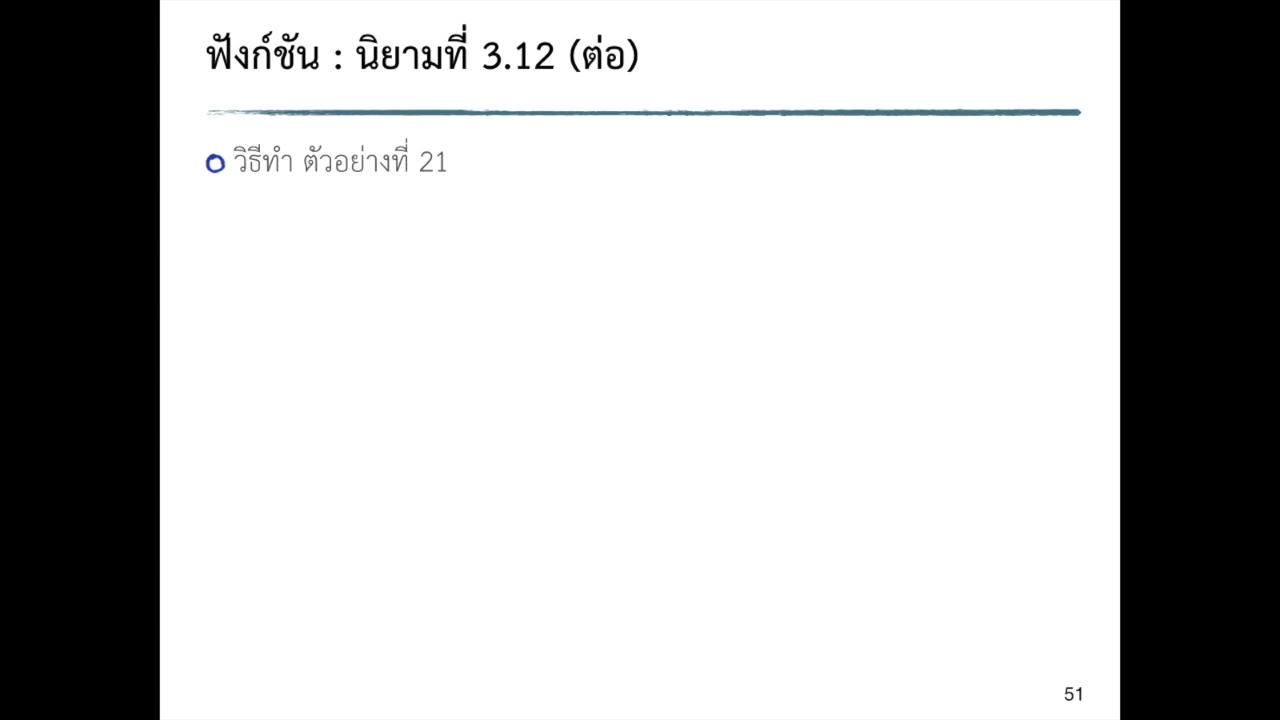 ฟังก์ชัน : นิยามที่ 3.12 (ต่อ)
วิธีทำ ตัวอย่างที่ 21
51